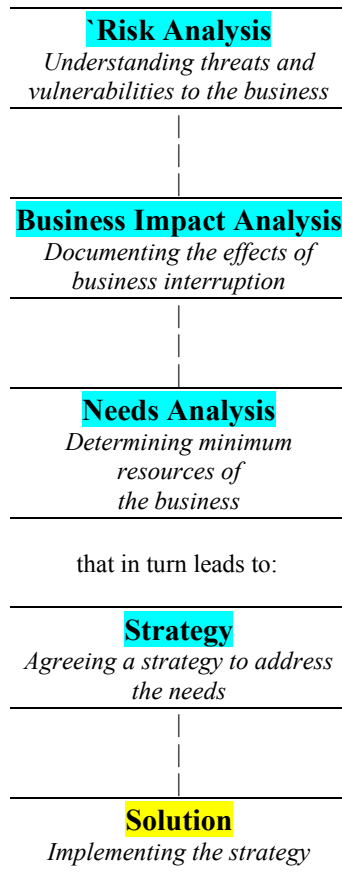 `Risk Analysis
Understanding threats and
vulnerabilities to the business
|
|
|
Business Impact Analysis
Documenting the effects of
business interruption
|
|
|
Needs Analysis
Determining minimum
resources of
the business
that in turn leads to:
Strategy
Agreeing a strategy to address
the needs
|
|
|
Solution
Implementing the strategy